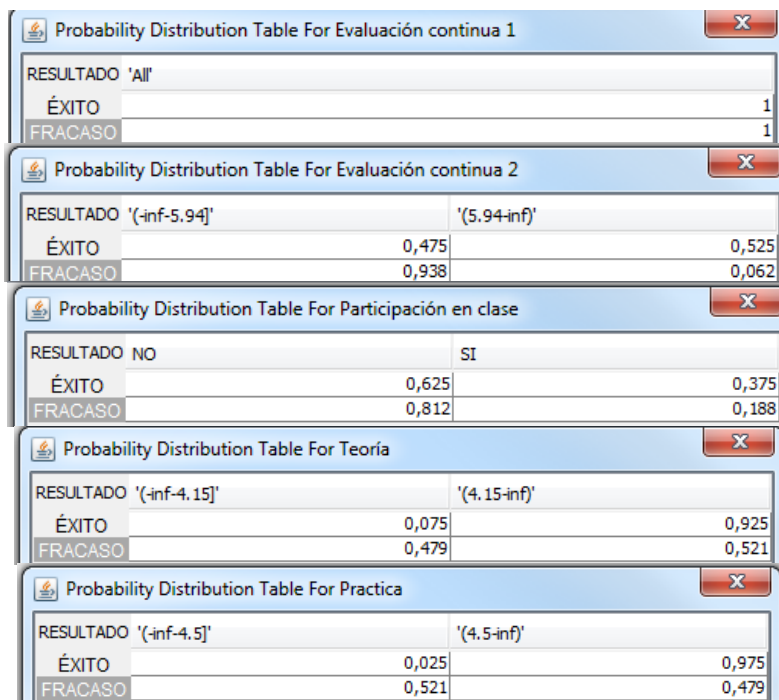 Probability Distribution Table For Evaluación continua 1
RESULTADO 'All'
ÉXITO 1
FRACASO 1
Probability Distribution Table For Evaluación continua 2
RESULTADO '(-inf-5.94]' '(5.94-inf)'
ÉXITO 0,475 0,525
FRACASO 0,938 0,062
Probability Distribution Table For Participación en clase
RESULTADO NO SI
ÉXITO 0,625 0,375
FRACASO 0,812 0,188
Probability Distribution Table For Teoría
RESULTADO '(-inf-4.15]' '(4.15-inf)'
ÉXITO 0,075 0,925
FRACASO 0,479 0,521
Probability Distribution Table For Practica
RESULTADO '(-inf-4.5]' '(4.5-inf)'
ÉXITO 0,025 0,975
FRACASO 0,521 0,479